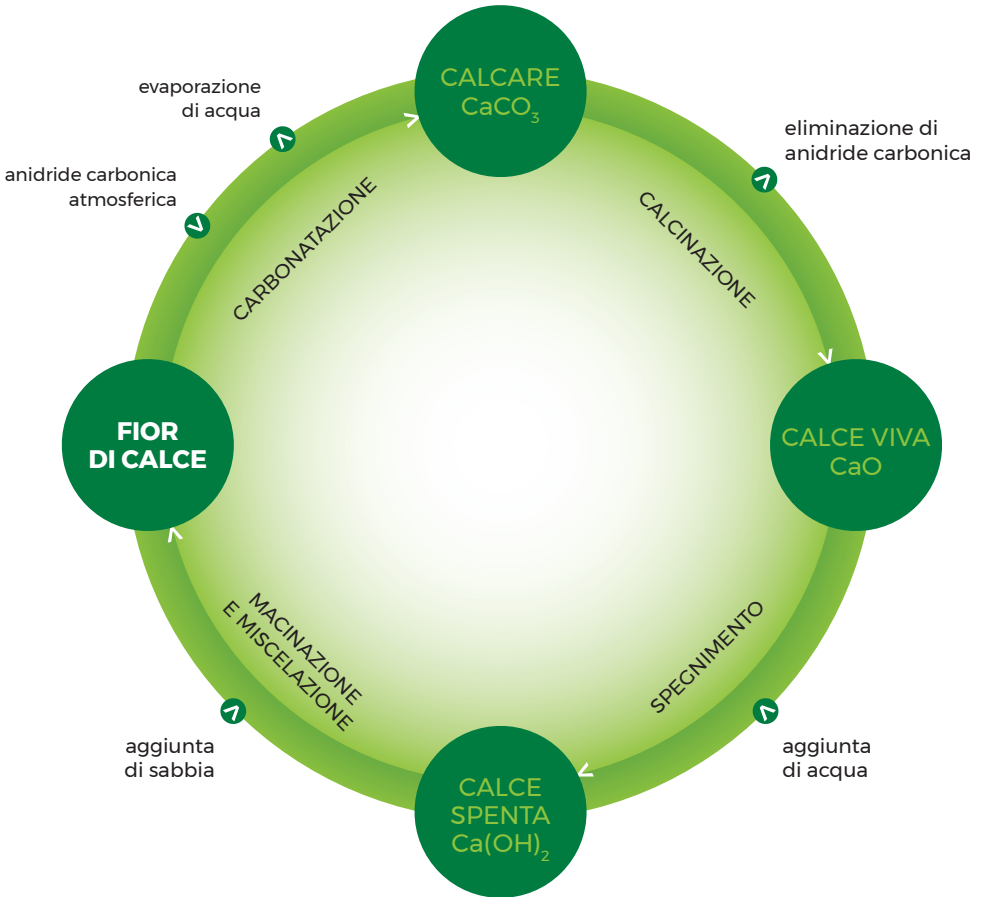 CALCARE
CaCO₃
evaporazione
di acqua
eliminazione di
anidride carbonica
anidride carbonica
atmosferica
CARBONATAZIONE
CALCINAZIONE
FIOR
DI CALCE
CALCE VIVA
CaO
MACINAZIONE
E MISCELAZIONE
SPEGNIMENTO
aggiunta
di sabbia
aggiunta
di acqua
CALCE
SPENTA
Ca(OH)₂